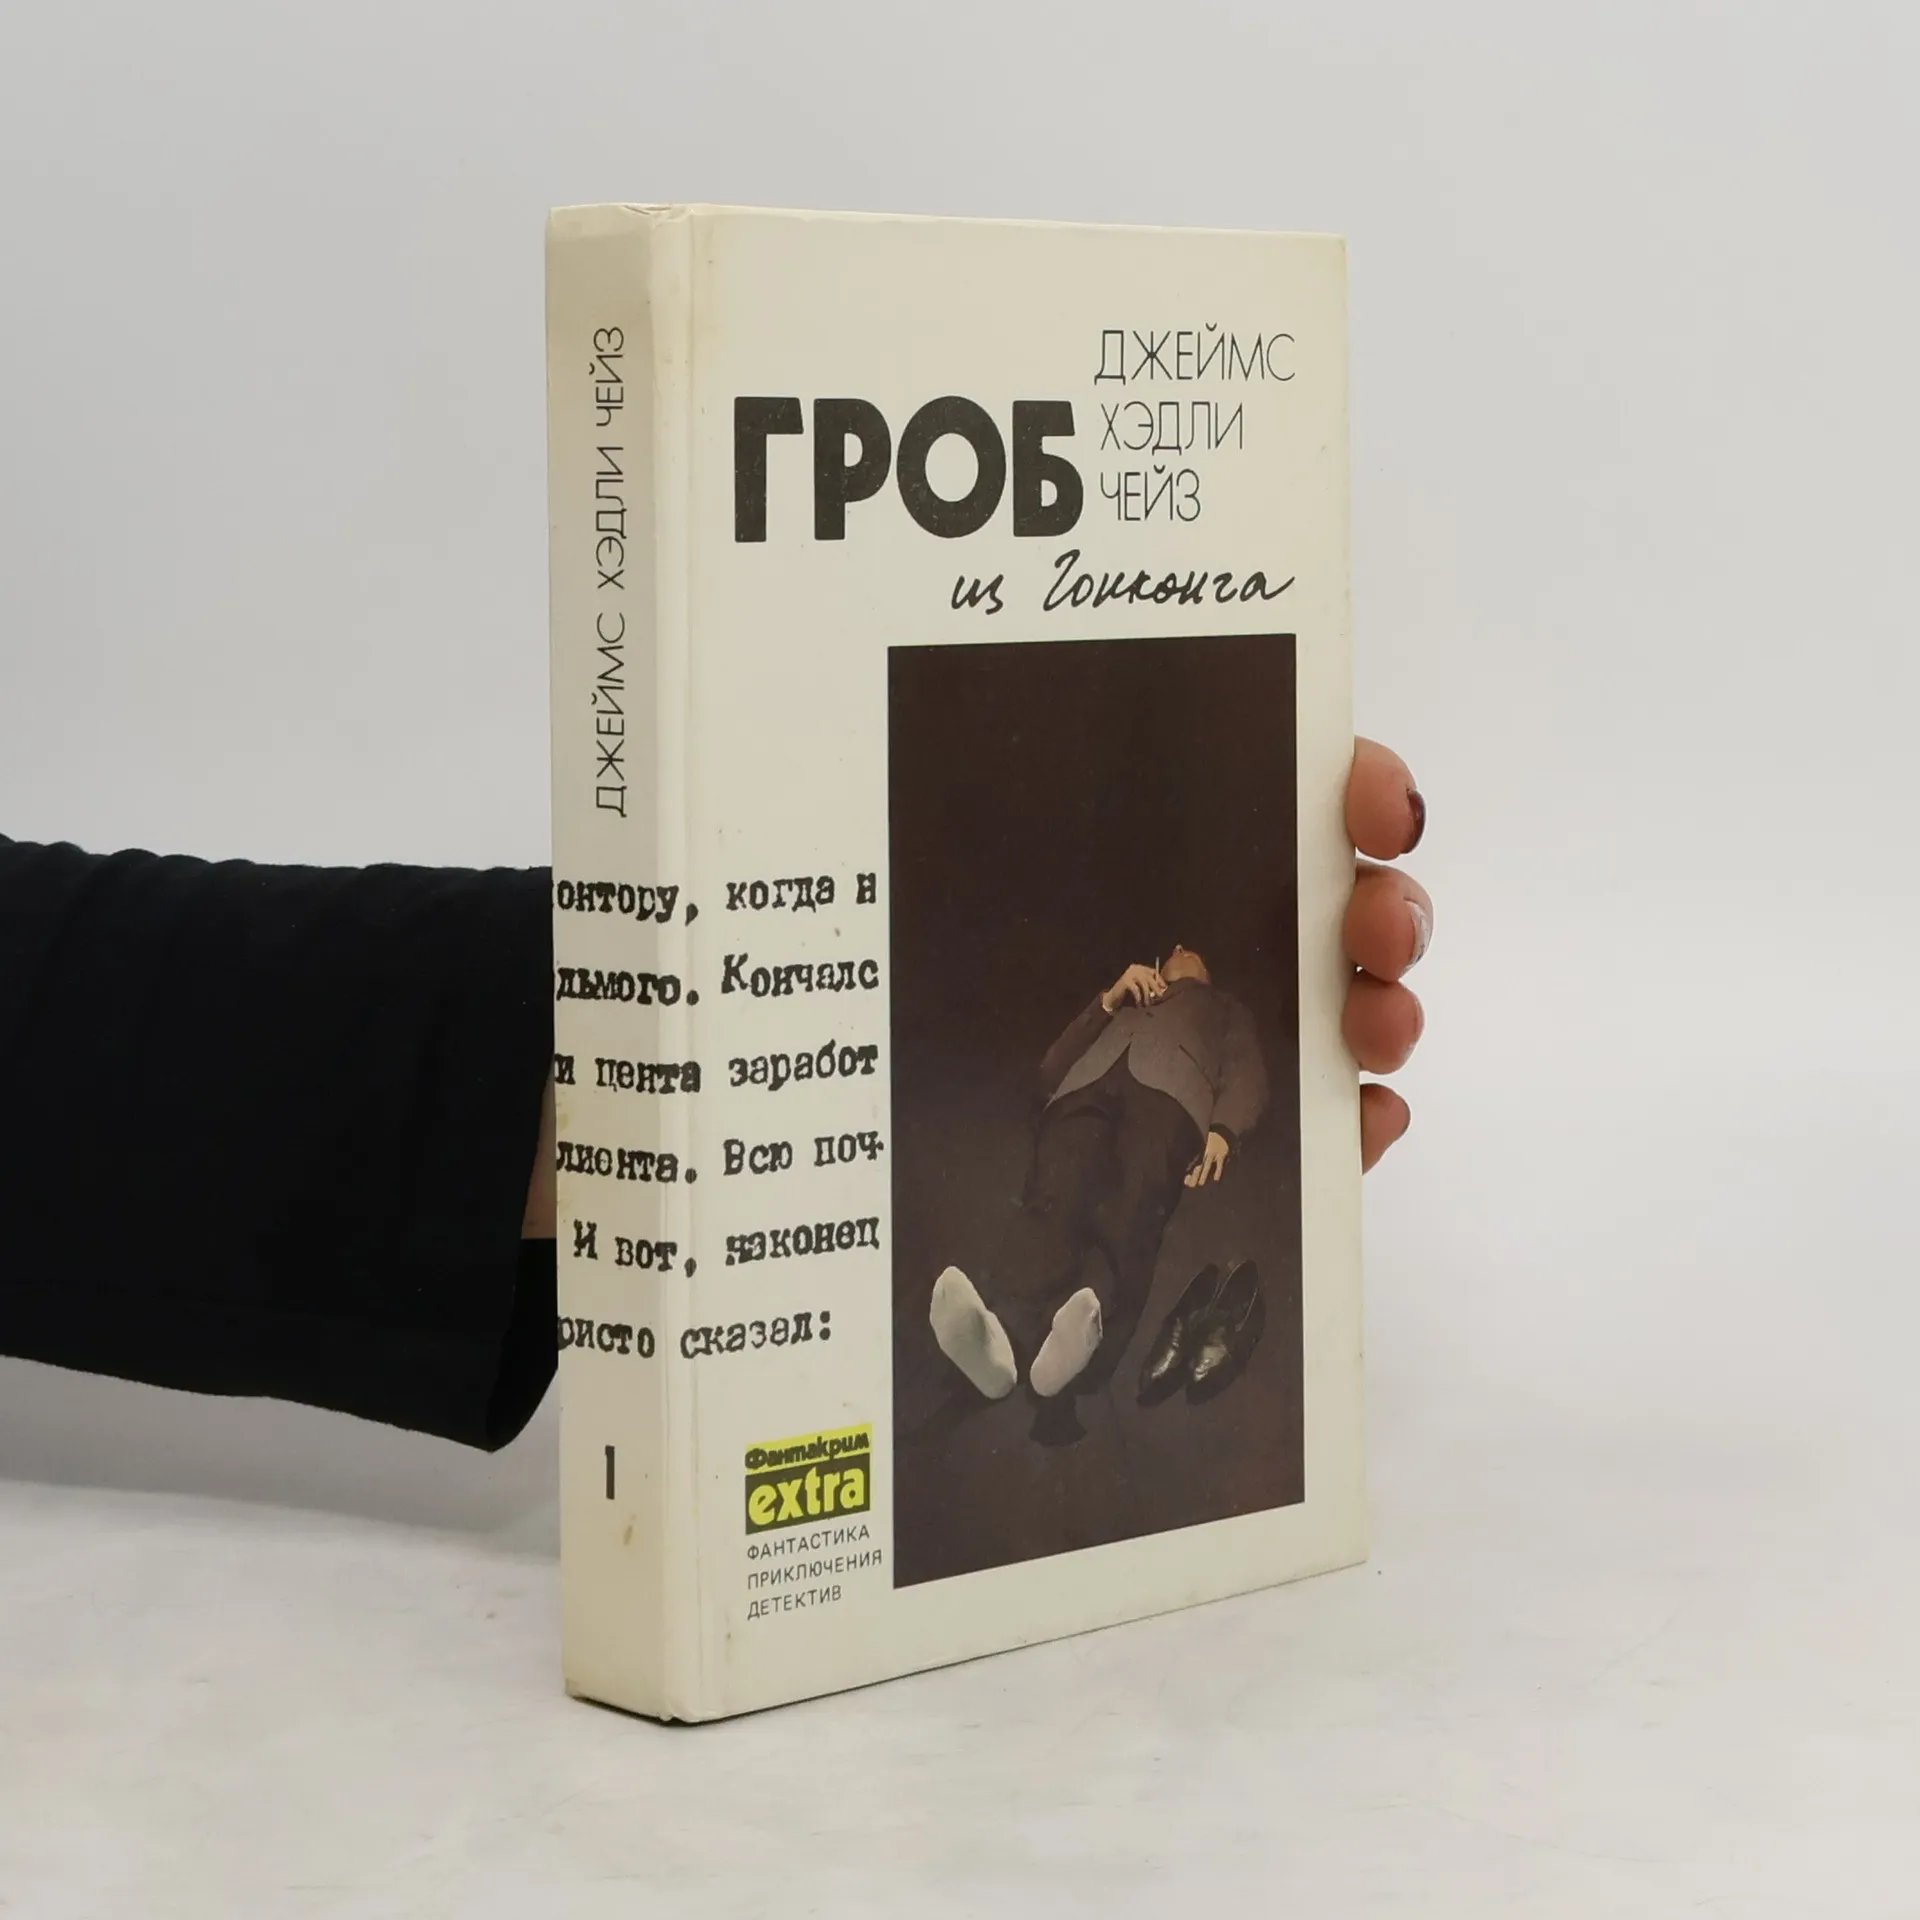 ДЖЕЙМС ХЭДЛИ ЧЕЙЗ
1
ДЖЕЙМС
ХЭДЛИ
ЧЕЙЗ
ГРОБ
из Гонконга
онтору, когда н
дьмого. Кончалс
и цента заработ
лиента. Всю поч-
И вот, наконец
ристо сказал:
Фантакрим
extra
ФАНТАСТИКА
ПРИКЛЮЧЕНИЯ
ДЕТЕКТИВ